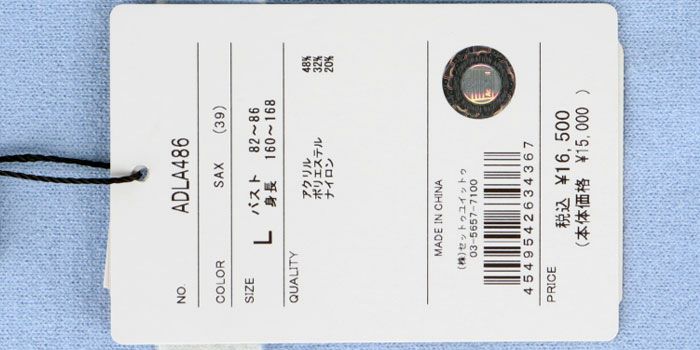 NO. ADLA486
COLOR SAX (39)
SIZE L バスト 82～86
身長 160～168
QUALITY
アクリル 48%
ポリエステル 32%
ナイロン 20%
MADE IN CHINA
(株)セットゥユイットゥ
03-5657-7100
4549542634367
PRICE 税込 ¥16,500
(本体価格 ¥15,000 )